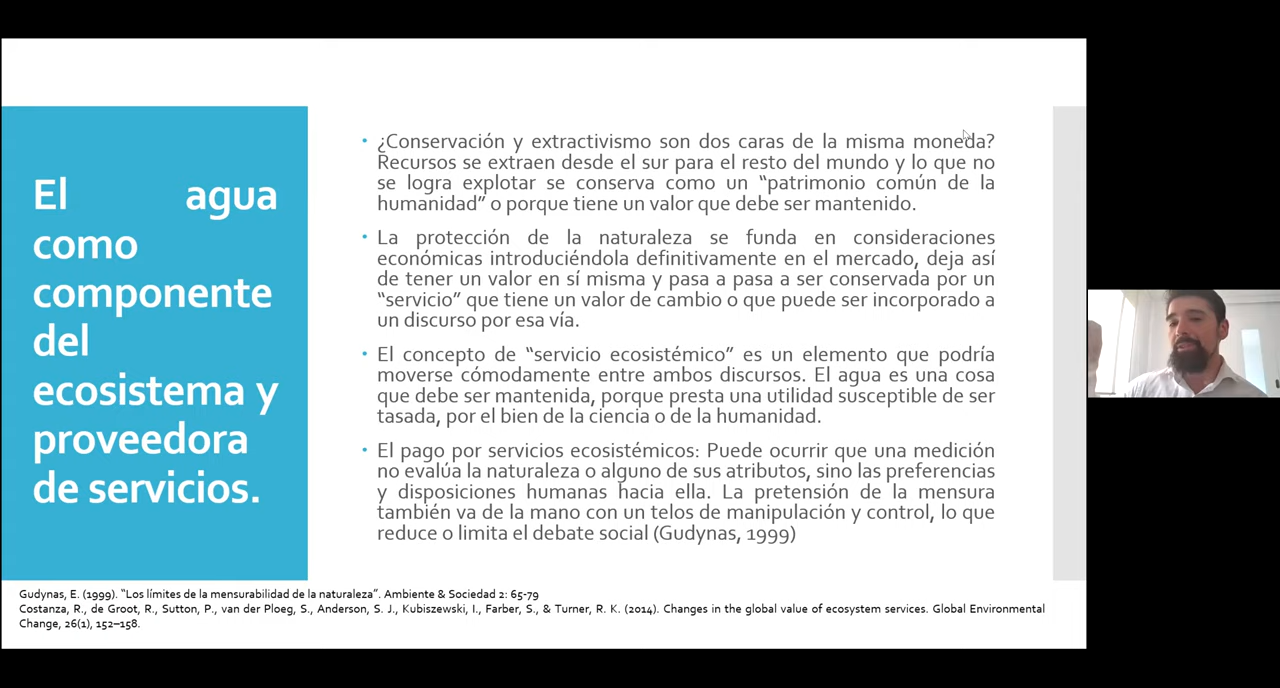 El agua
como
componente
del
ecosistema y
proveedora
de servicios.
• ¿Conservación y extractivismo son dos caras de la misma moneda?
Recursos se extraen desde el sur para el resto del mundo y lo que no
se logra explotar se conserva como un “patrimonio común de la
humanidad” o porque tiene un valor que debe ser mantenido.
• La protección de la naturaleza se funda en consideraciones
económicas introduciéndola definitivamente en el mercado, deja así
de tener un valor en sí misma y pasa a pasa a ser conservada por un
“servicio” que tiene un valor de cambio o que puede ser incorporado a
un discurso por esa vía.
• El concepto de “servicio ecosistémico” es un elemento que podría
moverse cómodamente entre ambos discursos. El agua es una cosa
que debe ser mantenida, porque presta una utilidad susceptible de ser
tasada, por el bien de la ciencia o de la humanidad.
• El pago por servicios ecosistémicos: Puede ocurrir que una medición
no evalúa la naturaleza o alguno de sus atributos, sino las preferencias
y disposiciones humanas hacia ella. La pretensión de la mensura
también va de la mano con un telos de manipulación y control, lo que
reduce o limita el debate social (Gudynas, 1999)
Gudynas, E. (1999). “Los límites de la mensurabilidad de la naturaleza”. Ambiente & Sociedad 2: 65-79
Costanza, R., de Groot, R., Sutton, P., van der Ploeg, S., Anderson, S. J., Kubiszewski, I., Farber, S., & Turner, R. K. (2014). Changes in the global value of ecosystem services. Global Environmental
Change, 26(1), 152–158.